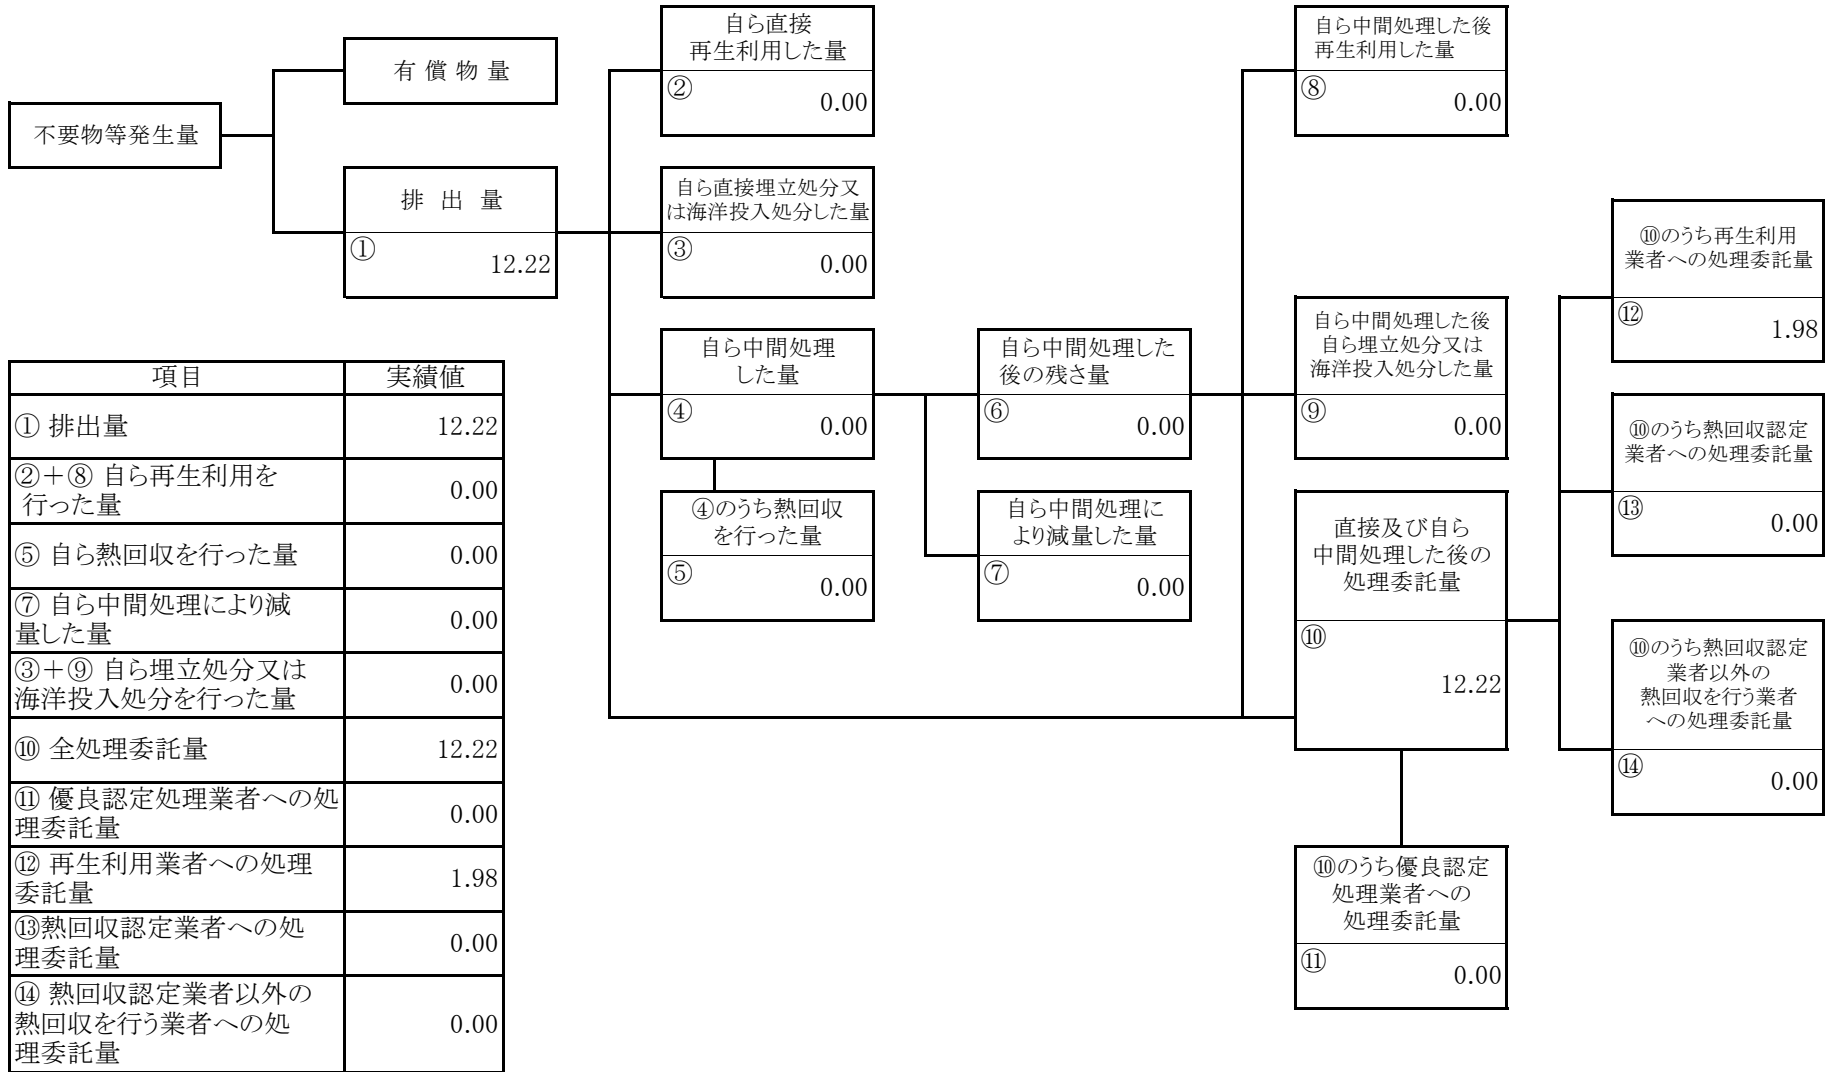 不要物等発生量
有 償 物 量
排 出 量
①
12.22
自ら直接
再生利用した量
②
0.00
自ら直接埋立処分又
は海洋投入処分した量
③
0.00
自ら中間処理
した量
④
0.00
④のうち熱回収
を行った量
⑤
0.00
自ら中間処理した
後の残さ量
⑥
0.00
自ら中間処理に
より減量した量
⑦
0.00
自ら中間処理した後
再生利用した量
⑧
0.00
自ら中間処理した後
自ら埋立処分又は
海洋投入処分した量
⑨
0.00
直接及び自ら
中間処理した後の
処理委託量
⑩
12.22
⑩のうち優良認定
処理業者への
処理委託量
⑪
0.00
⑩のうち再生利用
業者への処理委託量
⑫
1.98
⑩のうち熱回収認定
業者への処理委託量
⑬
0.00
⑩のうち熱回収認定
業者以外の
熱回収を行う業者
への処理委託量
⑭
0.00
項目 実績値
① 排出量 12.22
②+⑧ 自ら再生利用を
行った量 0.00
⑤ 自ら熱回収を行った量 0.00
⑦ 自ら中間処理により減
量した量 0.00
③+⑨ 自ら埋立処分又は
海洋投入処分を行った量 0.00
⑩ 全処理委託量 12.22
⑪ 優良認定処理業者への処
理委託量 0.00
⑫ 再生利用業者への処理
委託量 1.98
⑬熱回収認定業者への処
理委託量 0.00
⑭ 熱回収認定業者以外の
熱回収を行う業者への処
理委託量 0.00